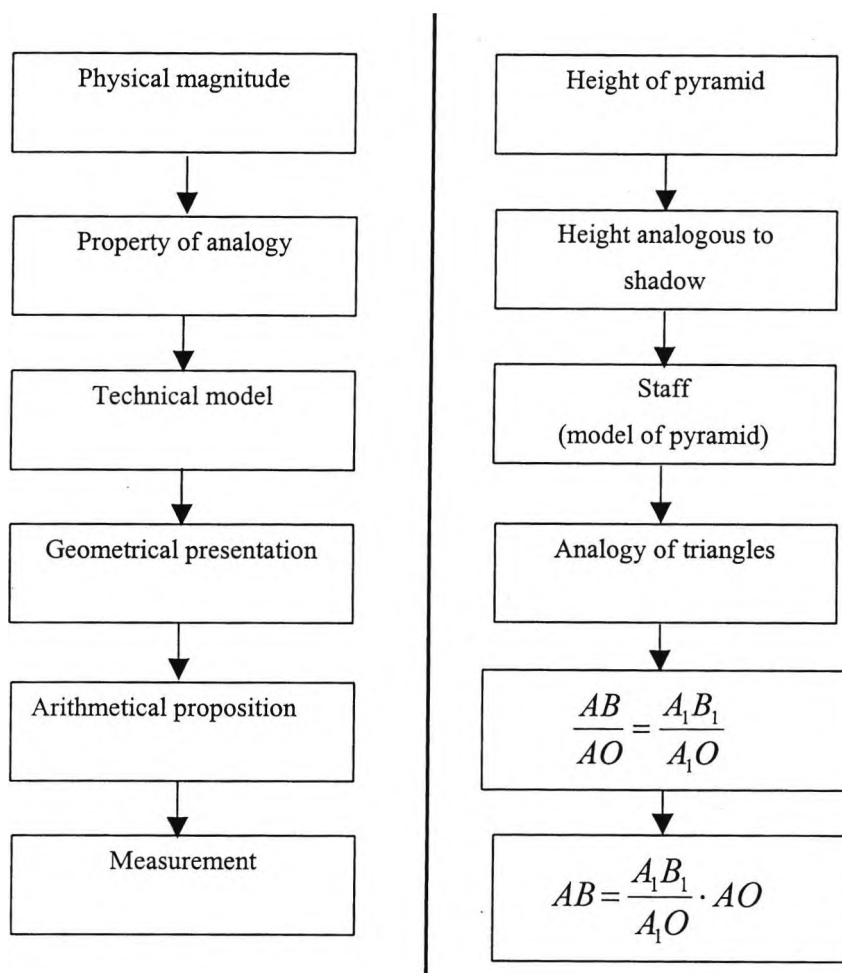 Physical magnitude
Property of analogy
Technical model
Geometrical presentation
Arithmetical proposition
Measurement
Height of pyramid
Height analogous to
shadow
Staff
(model of pyramid)
Analogy of triangles
AB/AO = A₁B₁/A₁O
AB = A₁B₁/A₁O · AO